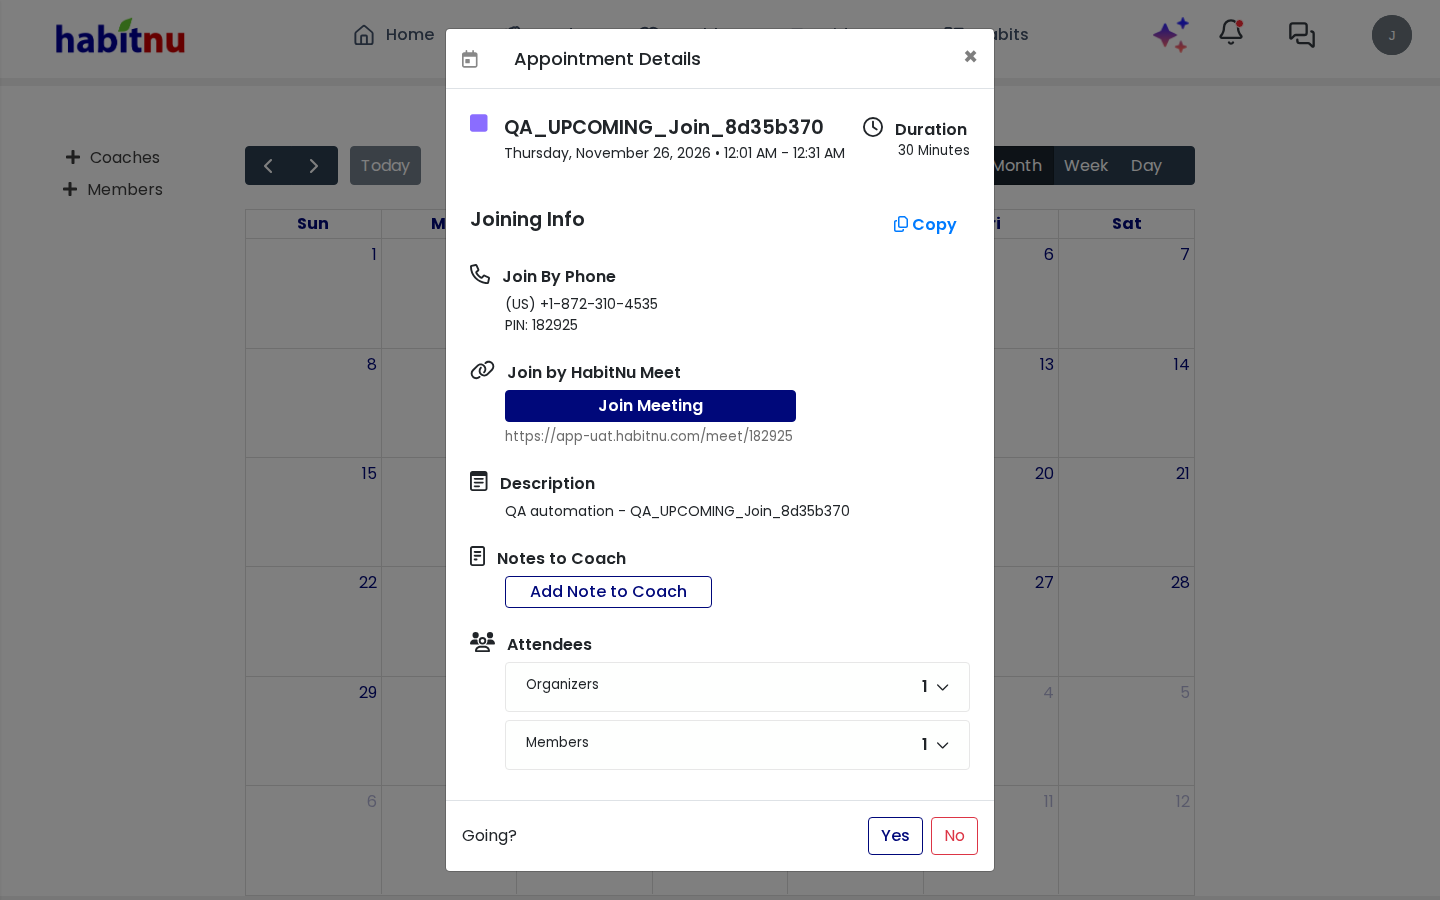 habitnu
Home
abits
J
Appointment Details
QA_UPCOMING_Join_8d35b370
Thursday, November 26, 2026 • 12:01 AM - 12:31 AM
Duration
30 Minutes
Coaches
Members
Today
Month
Week
Day
Joining Info
Copy
Sun
Sat
1
6
7
Join By Phone
(US) +1-872-310-4535
PIN: 182925
8
13
14
Join by HabitNu Meet
Join Meeting
https://app-uat.habitnu.com/meet/182925
15
20
21
Description
QA automation - QA_UPCOMING_Join_8d35b370
22
27
28
Notes to Coach
Add Note to Coach
Attendees
Organizers
1
29
4
5
Members
1
6
11
12
Going?
Yes
No